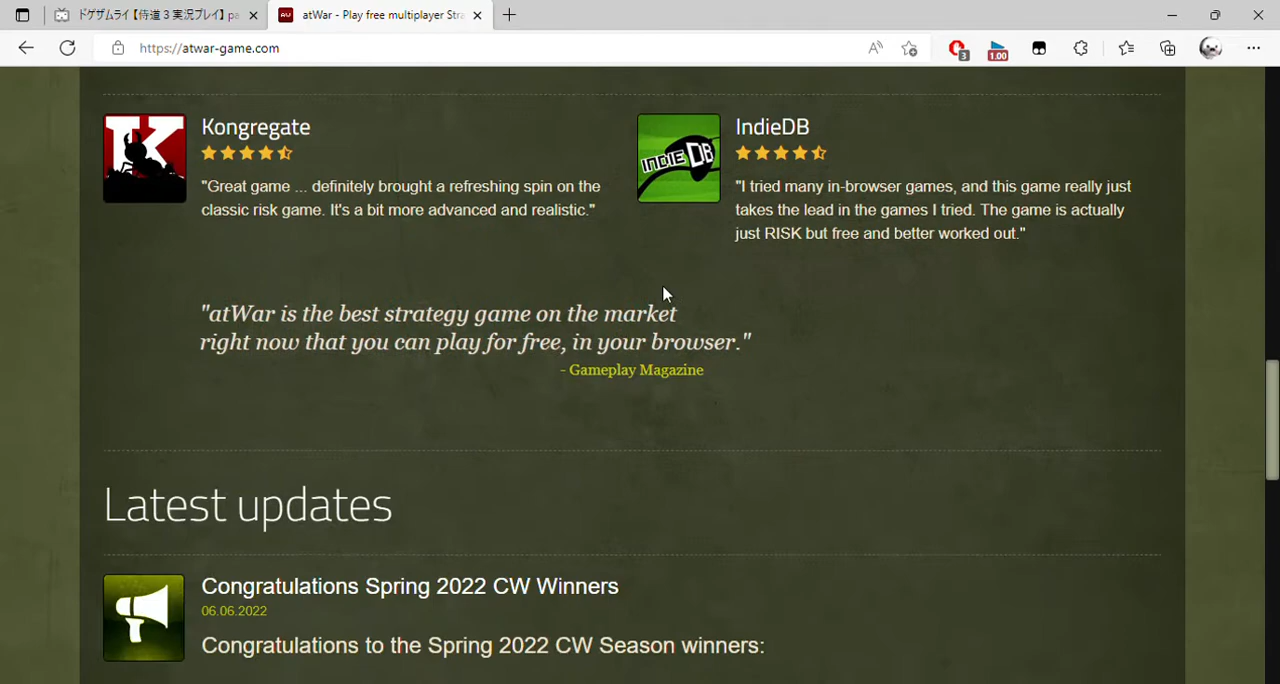 ドゲザムライ【侍道３実況プレイ】pa
atWar - Play free multiplayer Stra
https://atwar-game.com
3
1.00
Kongregate
IndieDB
"Great game ... definitely brought a refreshing spin on the
classic risk game. It's a bit more advanced and realistic."
INDIE DB
"I tried many in-browser games, and this game really just
takes the lead in the games I tried. The game is actually
just RISK but free and better worked out."
"atWar is the best strategy game on the market
right now that you can play for free, in your browser."
- Gameplay Magazine
Latest updates
Congratulations Spring 2022 CW Winners
06.06.2022
Congratulations to the Spring 2022 CW Season winners: